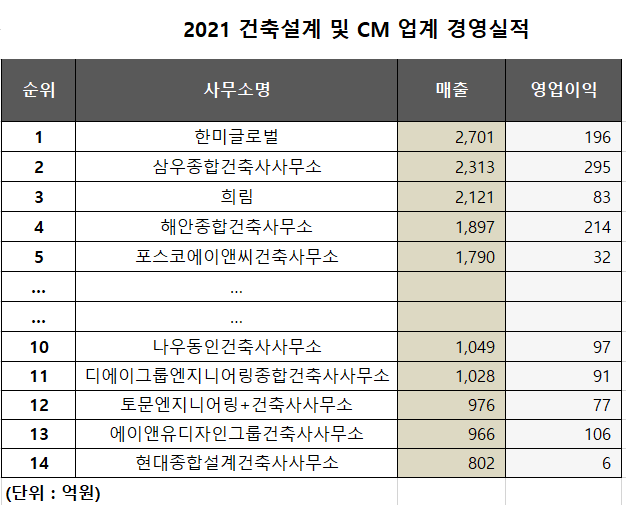 2021 건축설계 및 CM 업계 경영실적
순위 사무소명 매출 영업이익
1 한미글로벌 2,701 196
2 삼우종합건축사사무소 2,313 295
3 희림 2,121 83
4 해안종합건축사무소 1,897 214
5 포스코에이앤씨건축사무소 1,790 32
... ...
... ...
10 나우동인건축사사무소 1,049 97
11 디에이그룹엔지니어링종합건축사사무소 1,028 91
12 토문엔지니어링+건축사사무소 976 77
13 에이앤유디자인그룹건축사사무소 966 106
14 현대종합설계건축사사무소 802 6
(단위 : 억원)